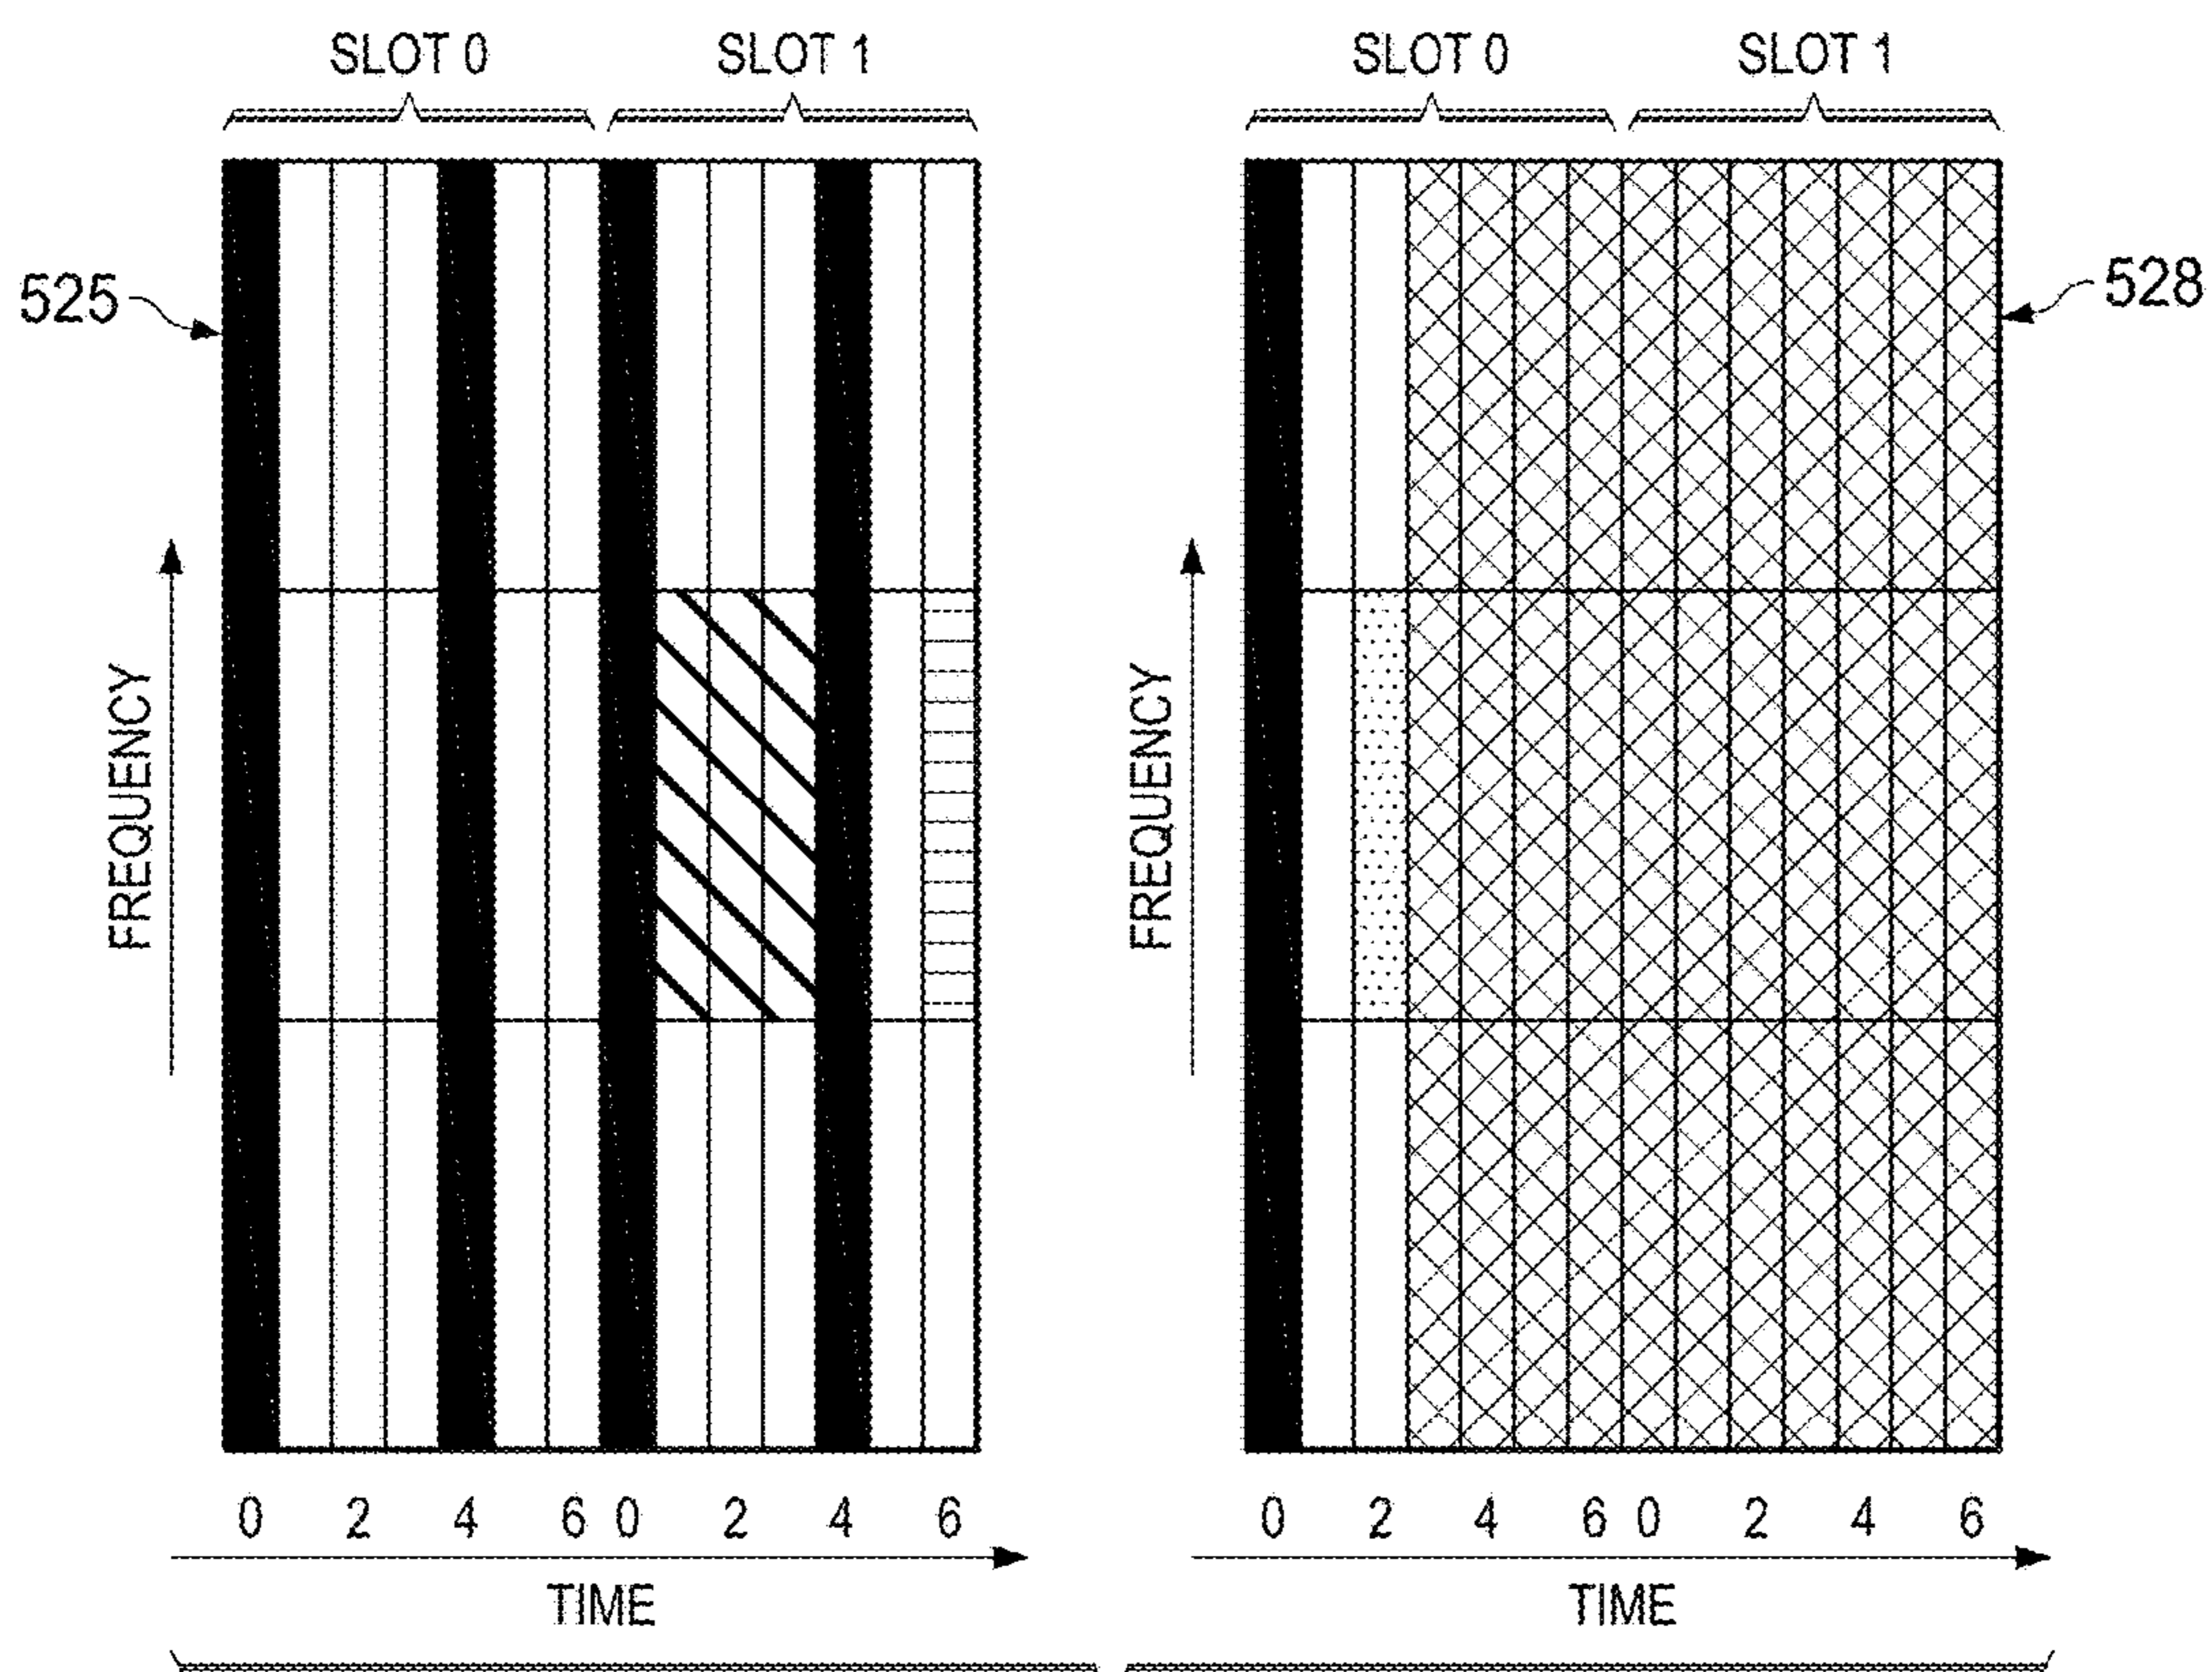 SLOT 0 SLOT 1 SLOT 0 SLOT 1
525 528
FREQUENCY FREQUENCY
0 2 4 6 0 2 4 6 0 2 4 6 0 2 4 6
TIME TIME